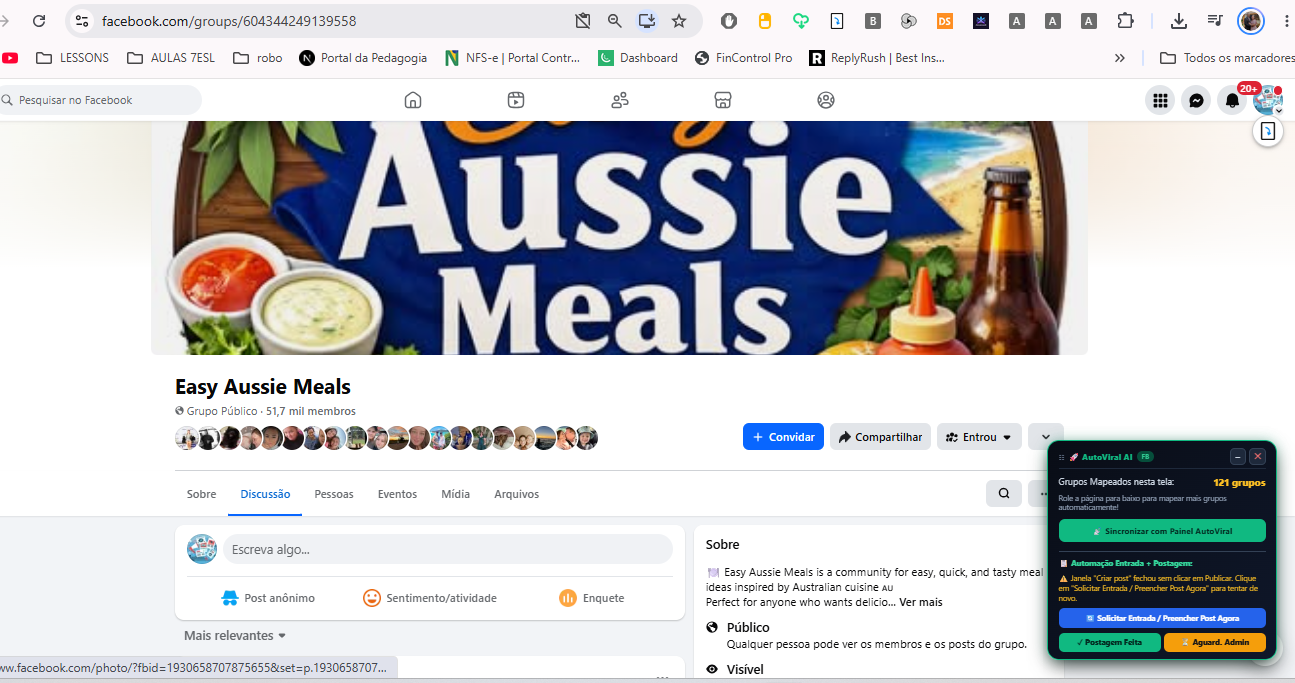 facebook.com/groups/604344249139558
LESSONS
AULAS 7ESL
robo
Portal da Pedagogia
NFS-e | Portal Contr...
Dashboard
FinControl Pro
ReplyRush | Best Ins...
»
Todos os marcadores
Pesquisar no Facebook
20+
Aussie
Meals
Easy Aussie Meals
Grupo Público · 51,7 mil membros
+ Convidar
Compartilhar
Entrou
Sobre
Discussão
Pessoas
Eventos
Mídia
Arquivos
Escreva algo...
Post anônimo
Sentimento/atividade
Enquete
Mais relevantes
Sobre
Easy Aussie Meals is a community for easy, quick, and tasty meal
ideas inspired by Australian cuisine AU
Perfect for anyone who wants delicio... Ver mais
Público
Qualquer pessoa pode ver os membros e os posts do grupo.
Visível
AutoViral AI FB
Grupos Mapeados nesta tela: 121 grupos
Role a página para baixo para mapear mais grupos
automaticamente!
Sincronizar com Painel AutoViral
Automação Entrada + Postagem:
Janela "Criar post" fechou sem clicar em Publicar. Clique
em "Solicitar Entrada / Preencher Post Agora" para tentar de
novo.
Solicitar Entrada / Preencher Post Agora
✓ Postagem Feita
Aguard. Admin
ww.facebook.com/photo/?fbid=1930658707875655&set=p.1930658707...